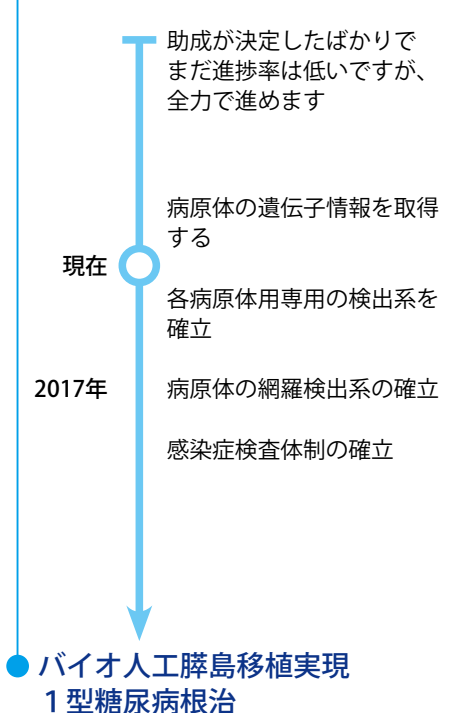 助成が決定したばかりで
まだ進捗率は低いですが、
全力で進めます
病原体の遺伝子情報を取得
する
現在
各病原体用専用の検出系を
確立
2017年
病原体の網羅検出系の確立
感染症検査体制の確立
バイオ人工膵島移植実現
１型糖尿病根治